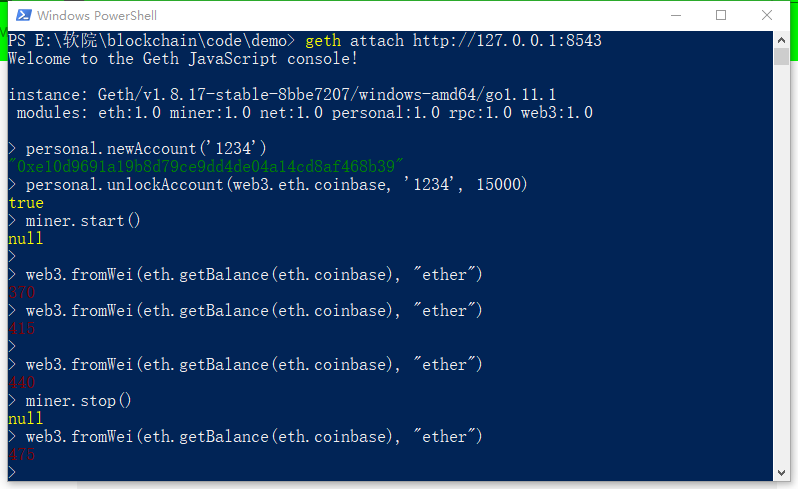 Windows PowerShell
PS E:\软院\blockchain\code\demo> geth attach http://127.0.0.1:8543
Welcome to the Geth JavaScript console!
instance: Geth/v1.8.17-stable-8bbe7207/windows-amd64/go1.11.1
modules: eth:1.0 miner:1.0 net:1.0 personal:1.0 rpc:1.0 web3:1.0
> personal.newAccount('1234')
"0xe10d9691a19b8d79ce9dd4de04a14cd8af468b39"
> personal.unlockAccount(web3.eth.coinbase, '1234', 15000)
true
> miner.start()
null
>
> web3.fromWei(eth.getBalance(eth.coinbase), "ether")
370
> web3.fromWei(eth.getBalance(eth.coinbase), "ether")
415
>
> web3.fromWei(eth.getBalance(eth.coinbase), "ether")
440
> miner.stop()
null
> web3.fromWei(eth.getBalance(eth.coinbase), "ether")
475
>